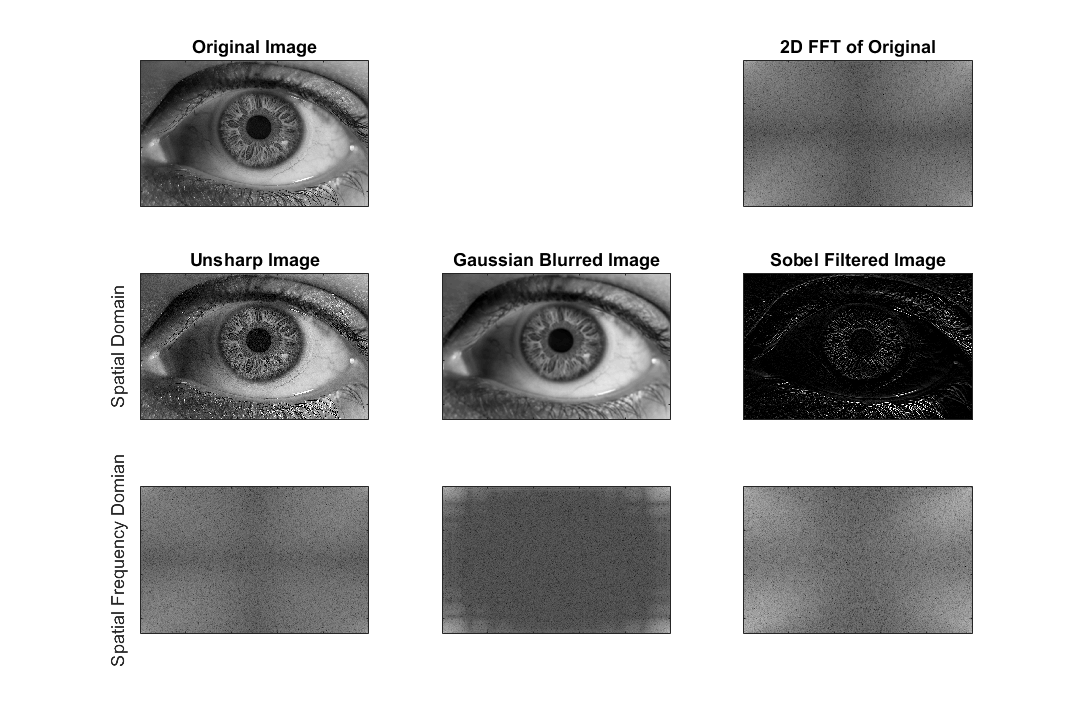 Original Image
2D FFT of Original
Unsharp Image
Gaussian Blurred Image
Sobel Filtered Image
Spatial Domain
Spatial Frequency Domian